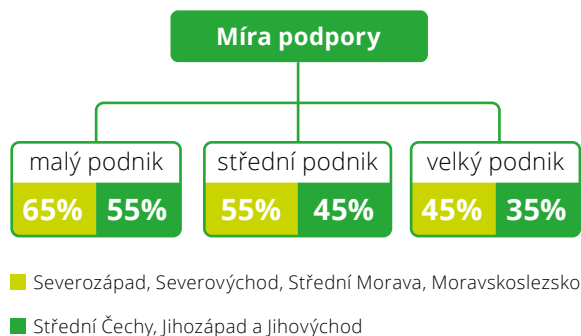 Míra podpory
malý podnik
65% 55%
střední podnik
55% 45%
velký podnik
45% 35%
Severozápad, Severovýchod, Střední Morava, Moravskoslezsko
Střední Čechy, Jihozápad a Jihovýchod